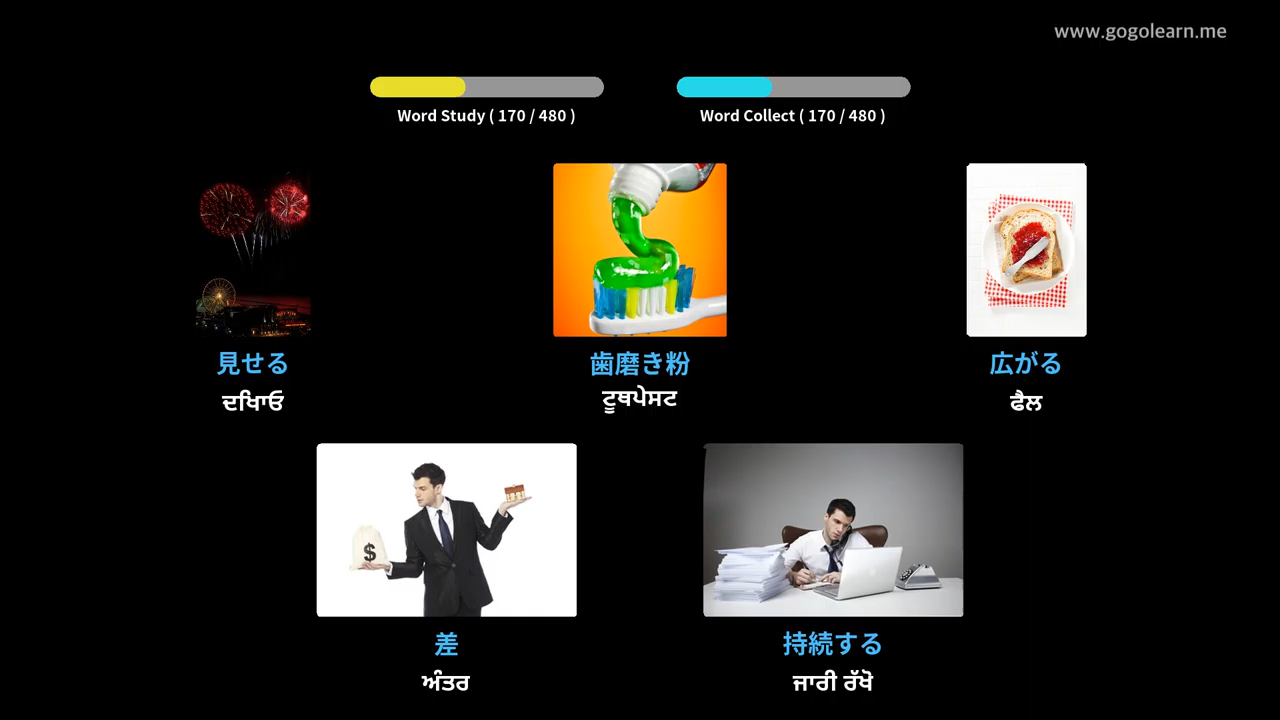 www.gogolearn.me
Word Study ( 170 / 480 )
Word Collect ( 170 / 480 )
見せる
ਦਿਖਾਓ
歯磨き粉
ਟੂਥਪੇਸਟ
広がる
ਫੈਲ
$
差
ਅੰਤਰ
持続する
ਜਾਰੀ ਰੱਖੋ